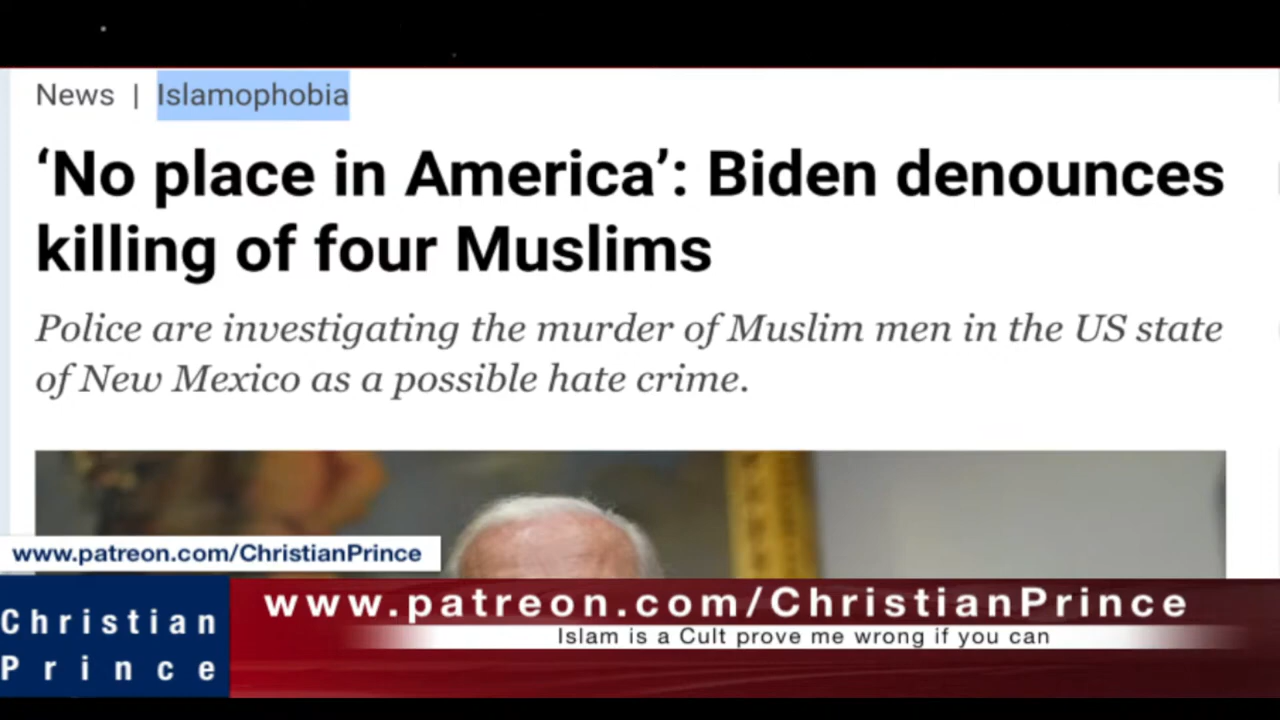 News | Islamophobia
‘No place in America’: Biden denounces
killing of four Muslims
Police are investigating the murder of Muslim men in the US state
of New Mexico as a possible hate crime.
www.patreon.com/ChristianPrince
Christian
Prince
www.patreon.com/ChristianPrince
Islam is a Cult prove me wrong if you can